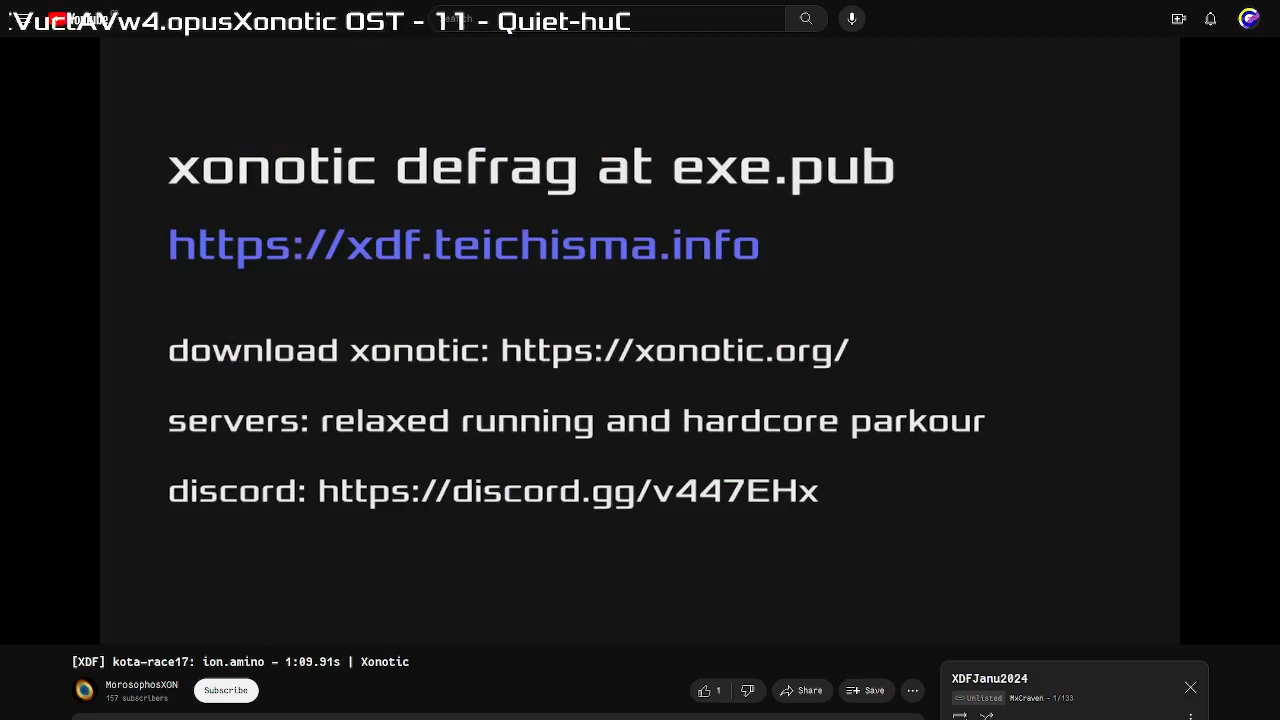 .VuctAVw4.opusXonotic OST - 11 - Quiet-huC
YouTube
Search
xonotic defrag at exe.pub
https://xdf.teichisma.info
download xonotic: https://xonotic.org/
servers: relaxed running and hardcore parkour
discord: https://discord.gg/v447EHx
[XDF] kota-race17: ion.amino – 1:09.91s | Xonotic
MorosophosXON
157 subscribers
Subscribe
1
Share
Save
XDFJanu2024
Unlisted
MxCraven - 1/133